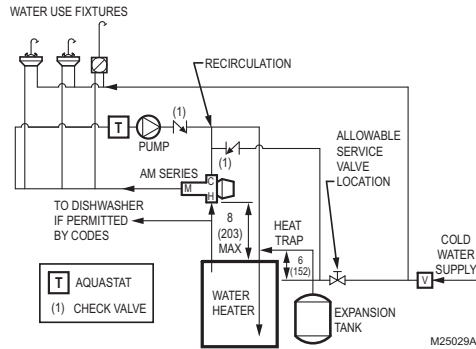 WATER USE FIXTURES
RECIRCULATION
(1)
T
PUMP
(1)
ALLOWABLE
SERVICE
VALVE
LOCATION
AM SERIES
C
M
H
TO DISHWASHER
IF PERMITTED
BY CODES
8
(203)
MAX
HEAT
TRAP
6
(152)
COLD
WATER
SUPPLY
V
T AQUASTAT
(1) CHECK VALVE
WATER
HEATER
EXPANSION
TANK
M25029A